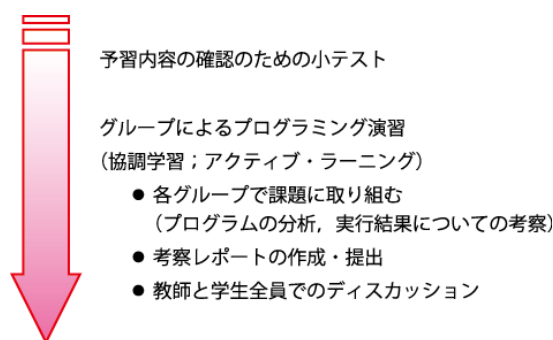 予習内容の確認のための小テスト
グループによるプログラミング演習
（協調学習；アクティブ・ラーニング）
● 各グループで課題に取り組む
（プログラムの分析，実行結果についての考察）
● 考察レポートの作成・提出
● 教師と学生全員でのディスカッション